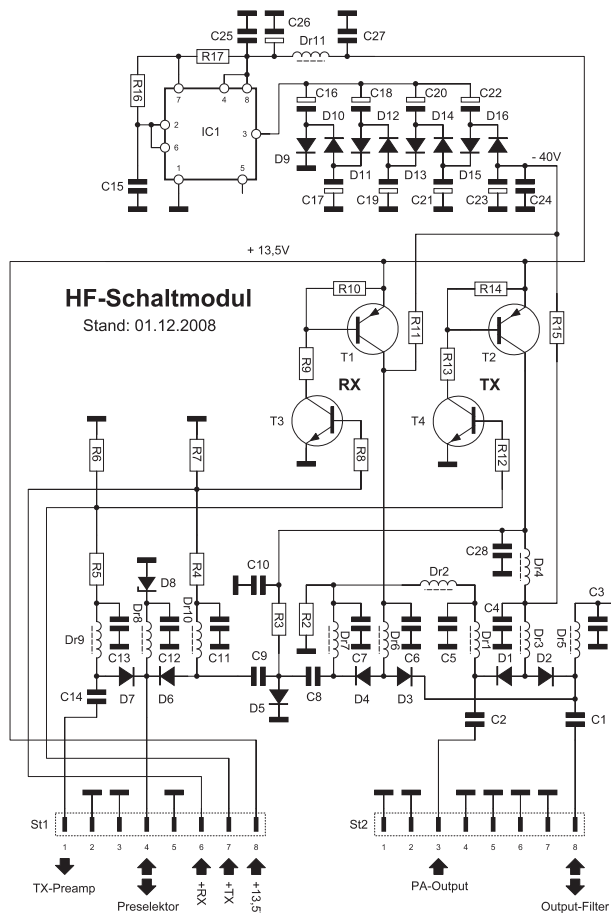 C26
C25
C27
Dr11
R17
R16
7
4
8
C16
C18
C20
C22
D10
D12
D14
D16
2
IC1
3
6
D9
D11
D13
D15
- 40V
1
5
C15
C17
C19
C21
C23
C24
+ 13,5V
HF-Schaltmodul
Stand: 01.12.2008
R10
R14
R11
R15
T1
T2
R9
RX
R13
TX
T3
T4
R6
R7
R8
R12
C28
Dr4
C10
Dr2
C3
R5
D8
R4
Dr8
Dr10
R3
R2
C4
Dr9
Dr7
Dr6
Dr1
Dr3
Dr5
C13
C12
C11
C9
C7
C6
C5
D1
D2
C14
D7
D6
D5
C8
D4
D3
C2
C1
St1
St2
1 2 3 4 5 6 7 8
1 2 3 4 5 6 7 8
TX-Preamp
Preselektor
+RX
+TX
+13,5
PA-Output
Output-Filter